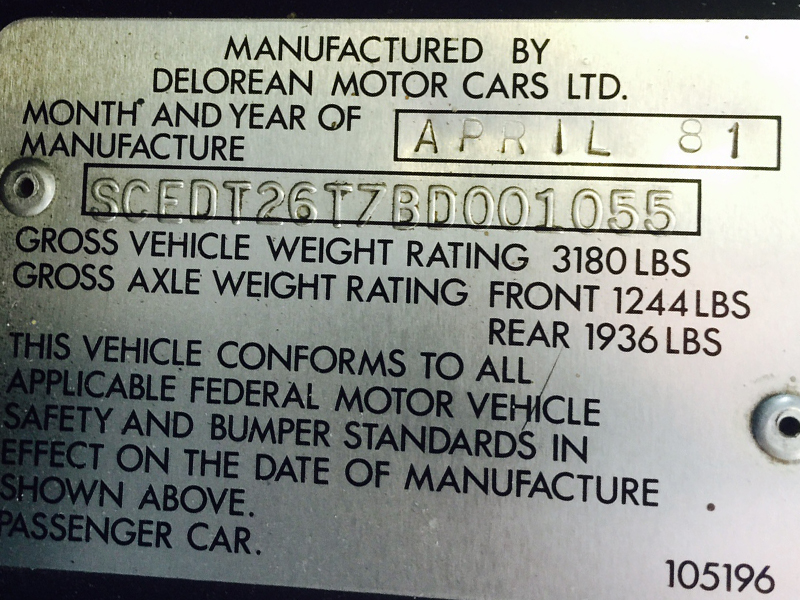 MANUFACTURED BY
DELOREAN MOTOR CARS LTD.
MONTH AND YEAR OF
MANUFACTURE
APRIL 81
SCEDT26T7BD001055
GROSS VEHICLE WEIGHT RATING 3180 LBS
GROSS AXLE WEIGHT RATING FRONT 1244 LBS
REAR 1936 LBS
THIS VEHICLE CONFORMS TO ALL
APPLICABLE FEDERAL MOTOR VEHICLE
SAFETY AND BUMPER STANDARDS IN
EFFECT ON THE DATE OF MANUFACTURE
SHOWN ABOVE.
PASSENGER CAR.
105196